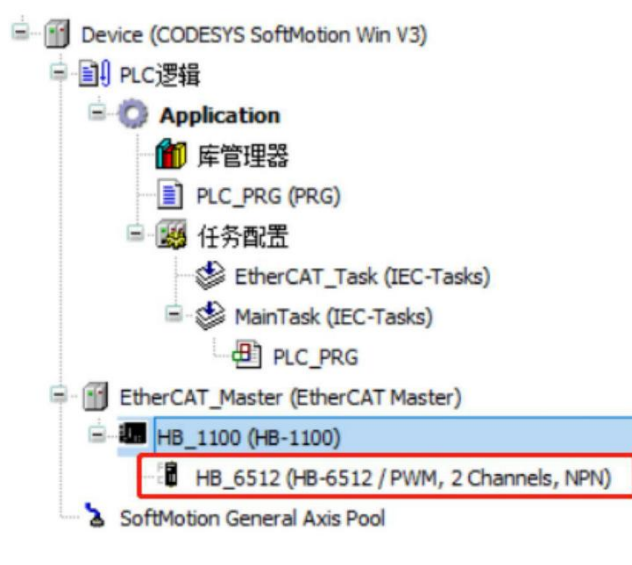 Device (CODESYS SoftMotion Win V3)
PLC逻辑
Application
库管理器
PLC_PRG (PRG)
任务配置
EtherCAT_Task (IEC-Tasks)
MainTask (IEC-Tasks)
PLC_PRG
EtherCAT_Master (EtherCAT Master)
HB_1100 (HB-1100)
HB_6512 (HB-6512 / PWM, 2 Channels, NPN)
SoftMotion General Axis Pool